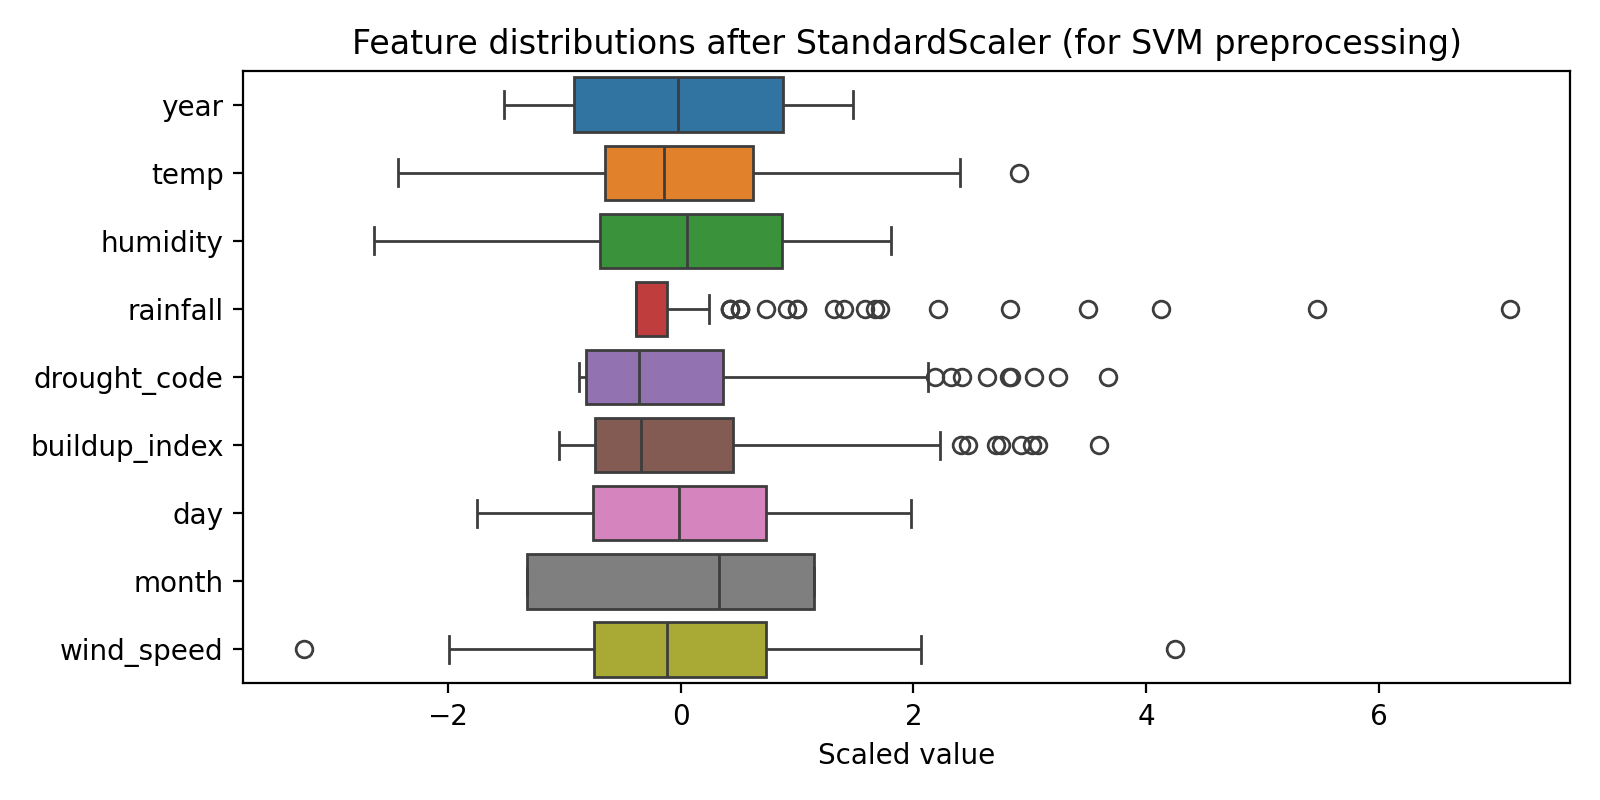 Feature distributions after StandardScaler (for SVM preprocessing)
year
temp
humidity
rainfall
drought_code
buildup_index
day
month
wind_speed
−2 0 2 4 6
Scaled value